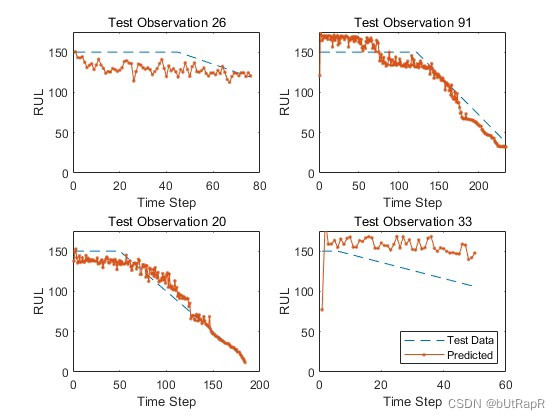 Test Observation 26
150
100
50
0
RUL
0 20 40 60 80
Time Step
Test Observation 91
150
100
50
0
RUL
0 50 100 150 200
Time Step
Test Observation 20
150
100
50
0
RUL
0 50 100 150 200
Time Step
Test Observation 33
150
100
50
0
RUL
0 20 40 60
Time Step
Test Data
Predicted
CSDN @bUtRapR